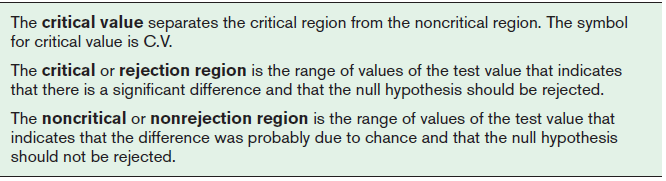 The critical value separates the critical region from the noncritical region. The symbol
for critical value is C.V.
The critical or rejection region is the range of values of the test value that indicates
that there is a significant difference and that the null hypothesis should be rejected.
The noncritical or nonrejection region is the range of values of the test value that
indicates that the difference was probably due to chance and that the null hypothesis
should not be rejected.